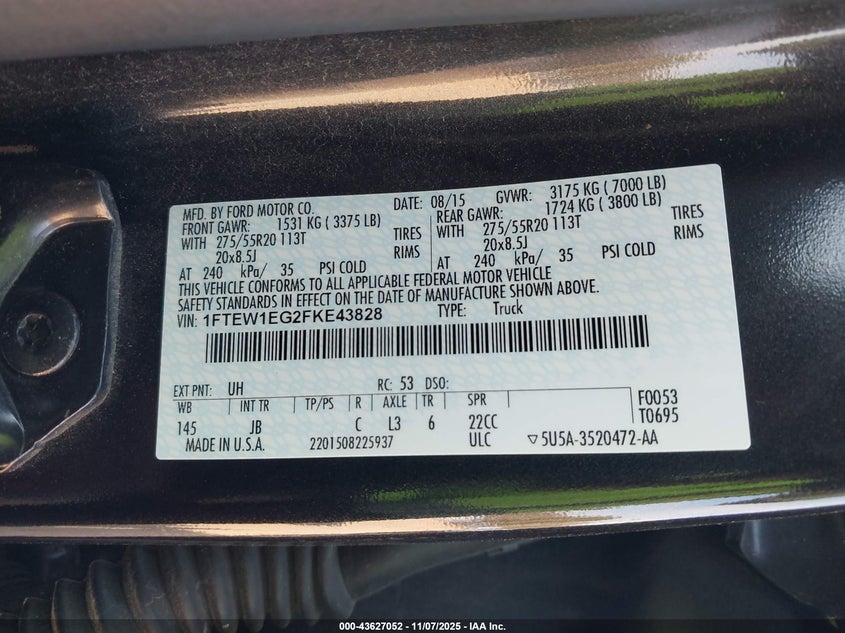 MFD. BY FORD MOTOR CO. DATE: 08/15 GVWR: 3175 KG ( 7000 LB)
FRONT GAWR: 1531 KG ( 3375 LB) REAR GAWR: 1724 KG ( 3800 LB)
WITH 275/55R20 113T TIRES WITH 275/55R20 113T TIRES
20x8.5J RIMS 20x8.5J RIMS
AT 240 kPa/ 35 PSI COLD AT 240 kPa/ 35 PSI COLD
THIS VEHICLE CONFORMS TO ALL APPLICABLE FEDERAL MOTOR VEHICLE
SAFETY STANDARDS IN EFFECT ON THE DATE OF MANUFACTURE SHOWN ABOVE.
VIN: 1FTEW1EG2FKE43828 TYPE: Truck
EXT PNT: UH RC: 53 DSO:
WB INT TR TP/PS R AXLE TR SPR F0053
145 JB C L3 6 22CC T0695
MADE IN U.S.A. 2201508225937 ULC ▽5U5A-3520472-AA
000-43627052 - 11/07/2025 - IAA Inc.